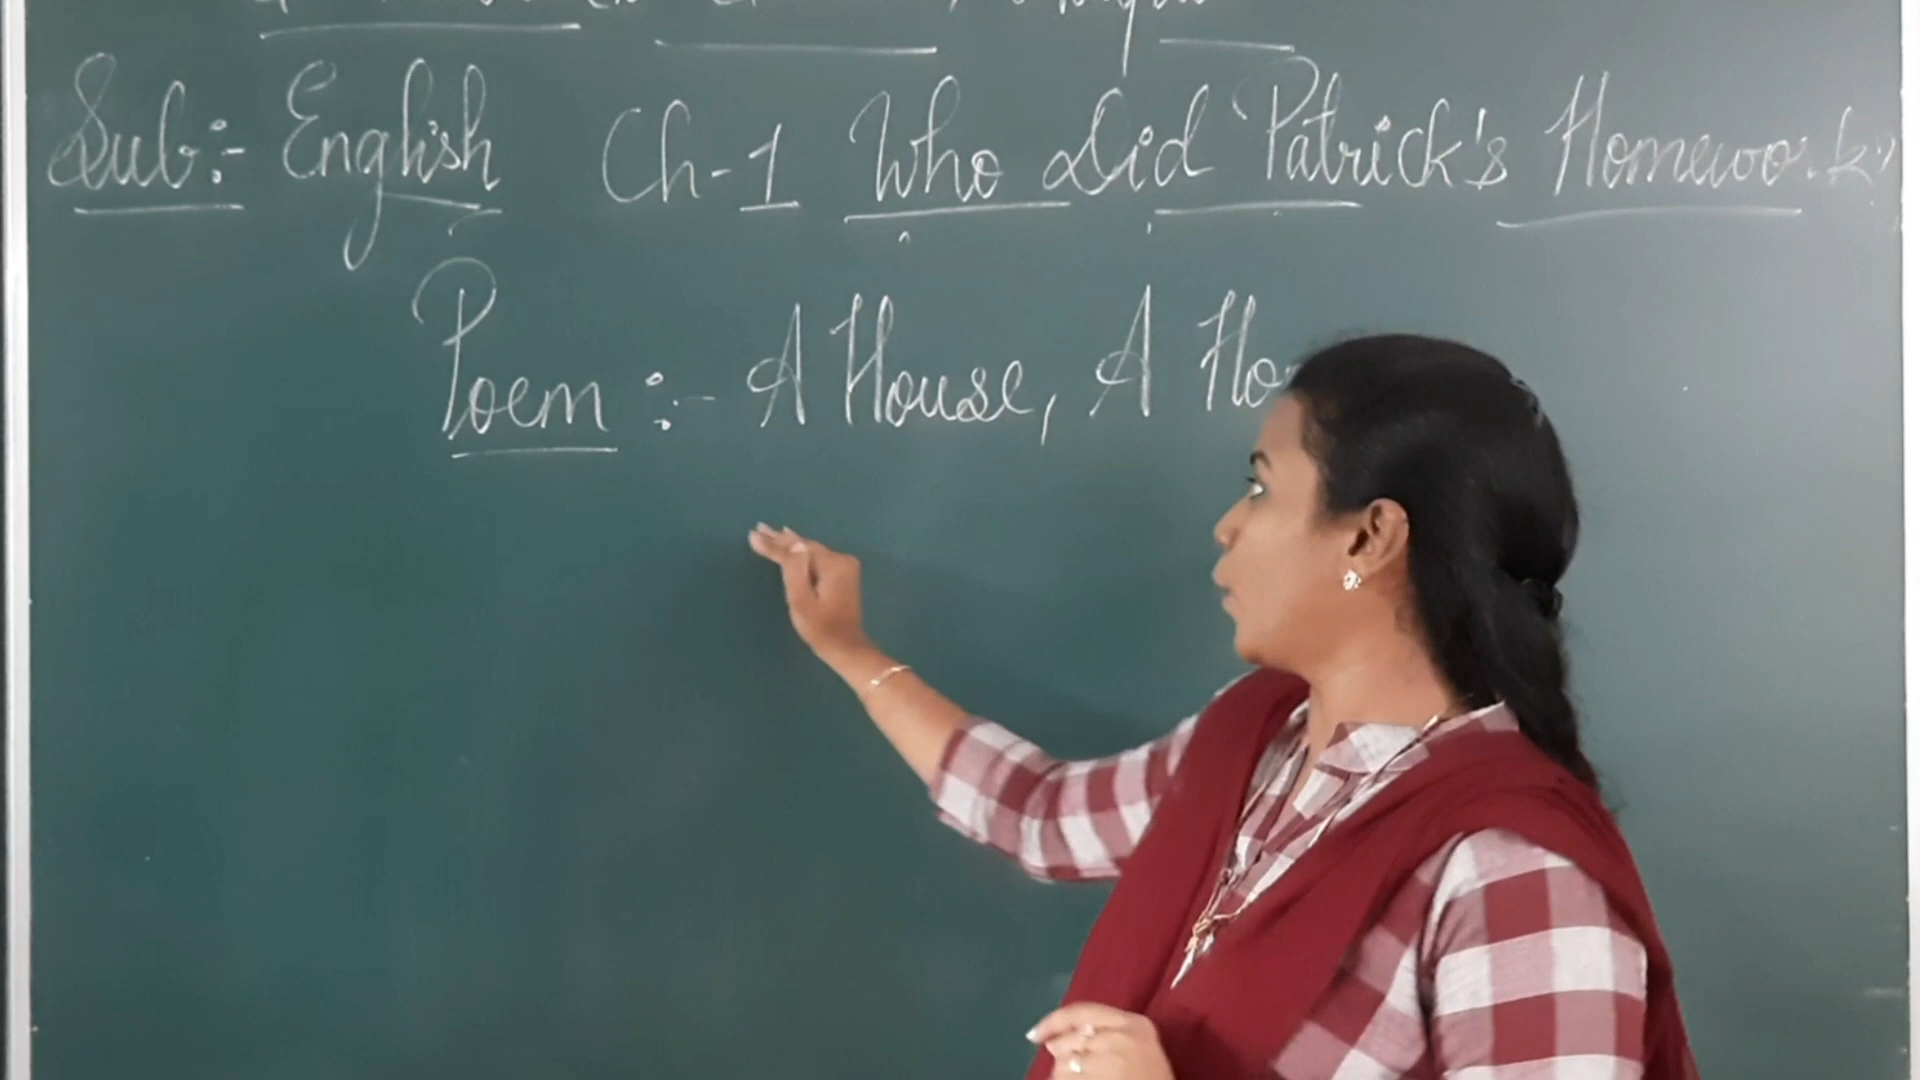 Sub:- English Ch-1 Who Did Patrick's Homework
Poem :- A House, A Ho